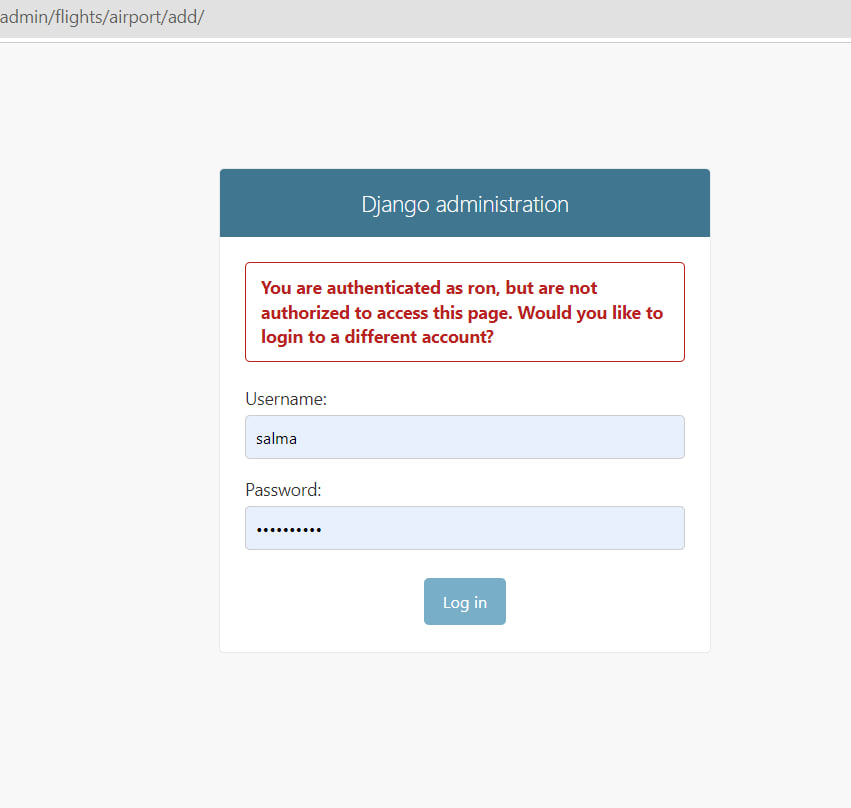 admin/flights/airport/add/
Django administration
You are authenticated as ron, but are not
authorized to access this page. Would you like to
login to a different account?
Username:
salma
Password:
••••••••••
Log in